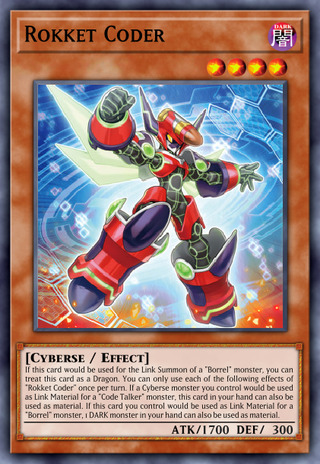 Rokket Coder
DARK
闇
[Cyberse / Effect]
If this card would be used for the Link Summon of a "Borrel" monster, you can
treat this card as a Dragon. You can only use each of the following effects of
"Rokket Coder" once per turn. If a Cyberse monster you control would be used
as Link Material for a "Code Talker" monster, this card in your hand can also be
used as material. If this card you control would be used as Link Material for a
"Borrel" monster, 1 DARK monster in your hand can also be used as material.
ATK/1700 DEF/ 300